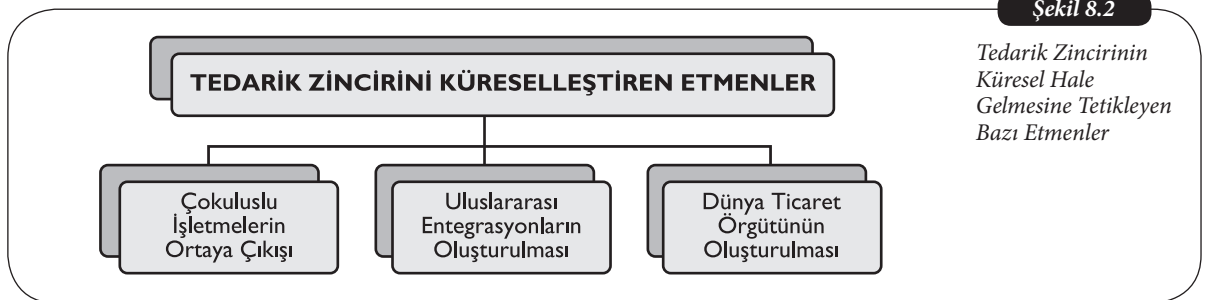 Şekil 8.2
Tedarik Zincirinin
Küresel Hale
Gelmesine Tetikleyen
Bazı Etmenler
TEDARİK ZİNCİRİNİ KÜRESELLEŞTİREN ETMENLER
Çokuluslu
İşletmelerin
Ortaya Çıkışı
Uluslararası
Entegrasyonların
Oluşturulması
Dünya Ticaret
Örgütünün
Oluşturulması